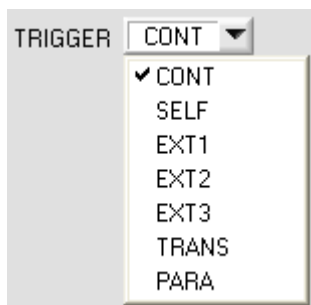 TRIGGER CONT
CONT
SELF
EXT1
EXT2
EXT3
TRANS
PARA